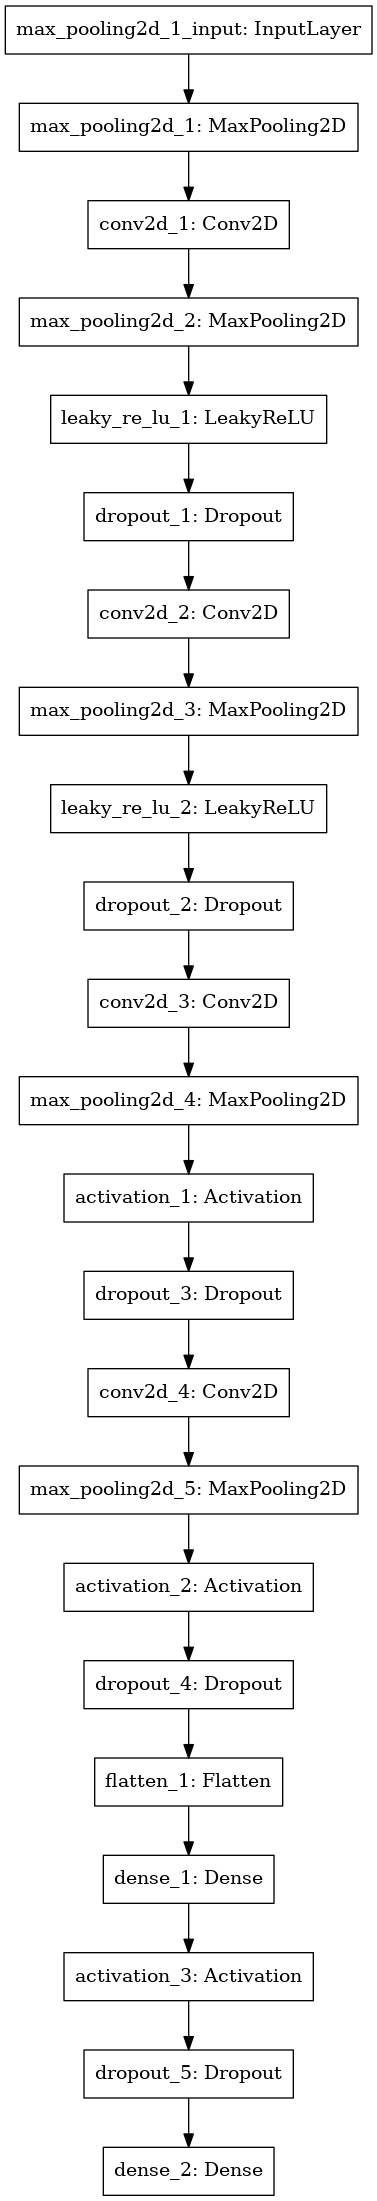 max_pooling2d_1_input: InputLayer
max_pooling2d_1: MaxPooling2D
conv2d_1: Conv2D
max_pooling2d_2: MaxPooling2D
leaky_re_lu_1: LeakyReLU
dropout_1: Dropout
conv2d_2: Conv2D
max_pooling2d_3: MaxPooling2D
leaky_re_lu_2: LeakyReLU
dropout_2: Dropout
conv2d_3: Conv2D
max_pooling2d_4: MaxPooling2D
activation_1: Activation
dropout_3: Dropout
conv2d_4: Conv2D
max_pooling2d_5: MaxPooling2D
activation_2: Activation
dropout_4: Dropout
flatten_1: Flatten
dense_1: Dense
activation_3: Activation
dropout_5: Dropout
dense_2: Dense